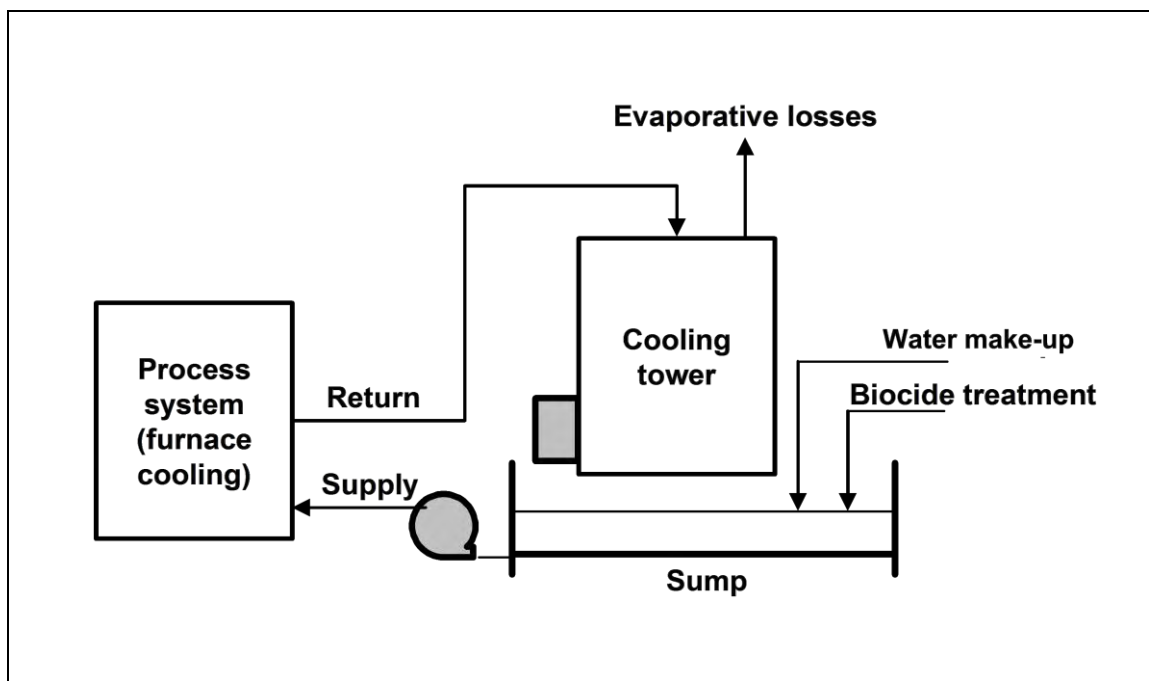 Evaporative losses
Cooling
tower
Water make-up
Biocide treatment
Process
system
(furnace
cooling)
Return
Supply
Sump